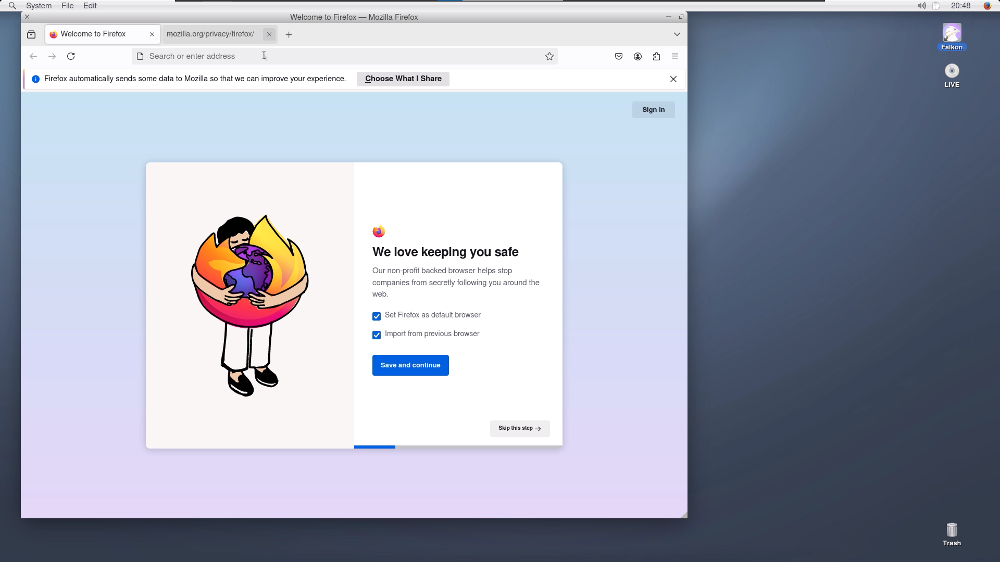 System File Edit
20:48
Welcome to Firefox — Mozilla Firefox
Welcome to Firefox
mozilla.org/privacy/firefox/
Search or enter address
Firefox automatically sends some data to Mozilla so that we can improve your experience.
Choose What I Share
Sign in
We love keeping you safe
Our non-profit backed browser helps stop
companies from secretly following you around the
web.
Set Firefox as default browser
Import from previous browser
Save and continue
Skip this step
Falkon
LIVE
Trash